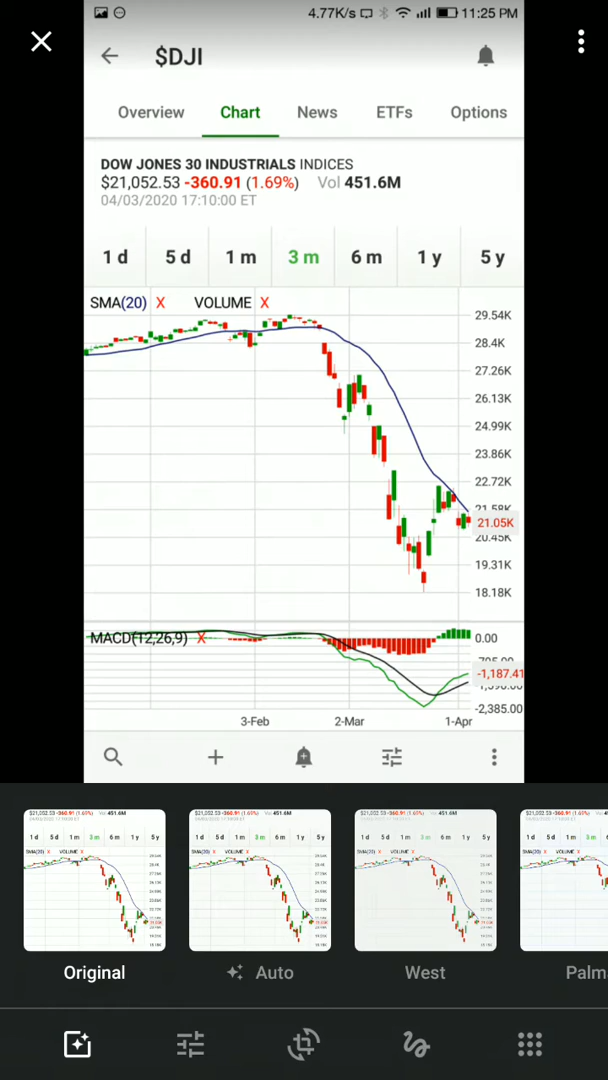 4.77K/s 11:25 PM
$DJI
Overview Chart News ETFs Options
DOW JONES 30 INDUSTRIALS INDICES
$21,052.53 -360.91 (1.69%) Vol 451.6M
04/03/2020 17:10:00 ET
1 d 5 d 1 m 3 m 6 m 1 y 5 y
SMA(20) X VOLUME X
29.54K
28.4K
27.26K
26.13K
24.99K
23.86K
22.72K
21.58K
21.05K
20.45K
19.31K
18.18K
MACD(12,26,9) X
0.00
-1,187.41
-2,385.00
3-Feb 2-Mar 1-Apr
Original Auto West Palm